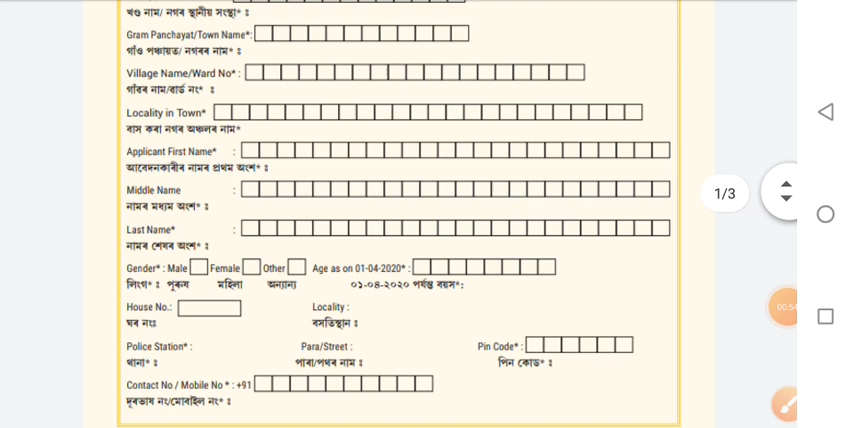 খণ্ড নাম/ নগৰ স্থানীয় সংস্থা* ঃ
Gram Panchayat/Town Name*:
গাঁও পঞ্চায়ত/ নগৰৰ নাম* ঃ
Village Name/Ward No* :
গাঁৱৰ নাম/ৱাৰ্ড নং* ঃ
Locality in Town*
বাস কৰা নগৰ অঞ্চলৰ নাম*
Applicant First Name* :
আবেদনকাৰীৰ নামৰ প্ৰথম অংশ* ঃ
Middle Name :
নামৰ মধ্যম অংশ* ঃ
Last Name* :
নামৰ শেষৰ অংশ* ঃ
Gender* : Male Female Other Age as on 01-04-2020* :
লিংগ* ঃ পুৰুষ মহিলা অন্যান্য ০১-০৪-২০২০ পৰ্যন্ত বয়স*:
House No.: Locality :
ঘৰ নংঃ বসতিস্থান ঃ
Police Station* : Para/Street : Pin Code* :
থানা* ঃ পাৰা/পথৰ নাম ঃ পিন কোড* ঃ
Contact No / Mobile No * : +91
দূৰভাষ নং/মোবাইল নং* ঃ
1/3
00:54